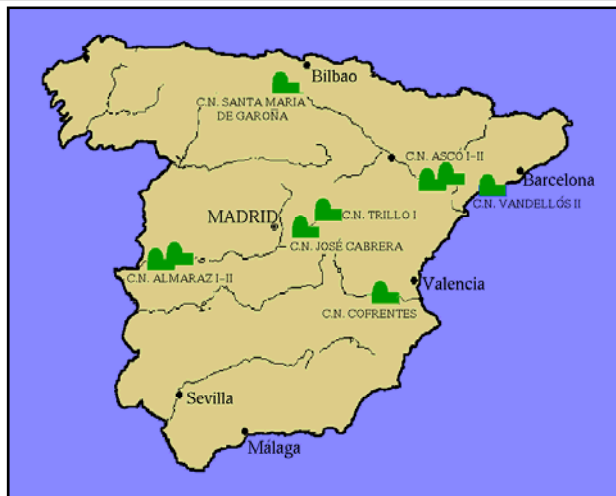 Bilbao
C.N. SANTA MARIA
DE GAROÑA
C.N. ASCÓ I-II
Barcelona
C.N. VANDELLÓS II
C.N. TRILLO I
MADRID
C.N. JOSÉ CABRERA
C.N. ALMARAZ I-II
Valencia
C.N. COFRENTES
Sevilla
Málaga